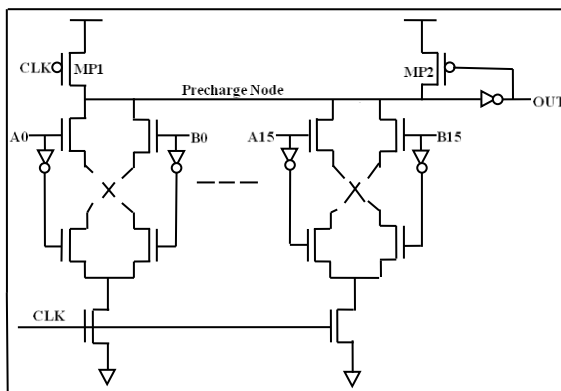 CLK
MP1
MP2
Precharge Node
OUT
A0
B0
A15
B15
CLK